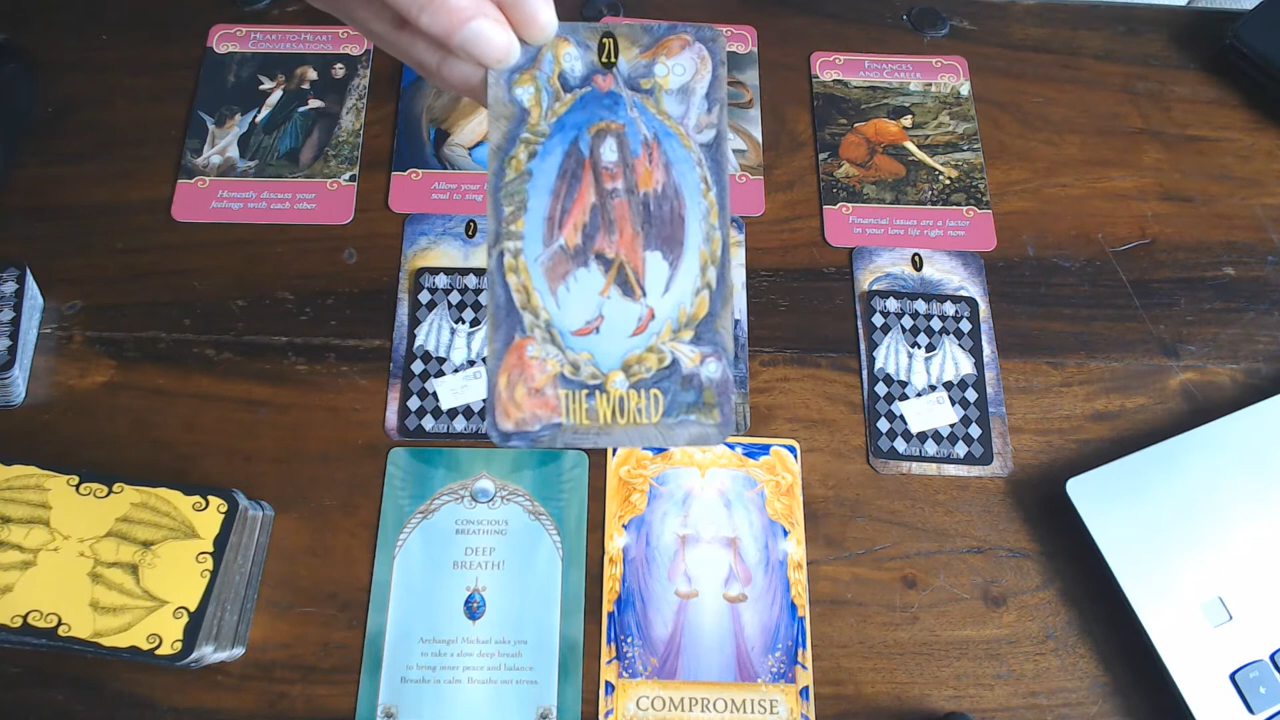 HEART-TO-HEART
CONVERSATIONS
Honestly discuss your
feelings with each other.
Allow your
soul to sing
21
THE WORLD
FINANCES
AND CAREER
Financial issues are a factor
in your love life right now.
2
HOUSE OF SHA
HOUSE OF SHADOWS
CONSCIOUS
BREATHING
DEEP
BREATH!
Archangel Michael asks you
to take a slow deep breath
to bring inner peace and balance.
Breathe in calm. Breathe out stress.
COMPROMISE